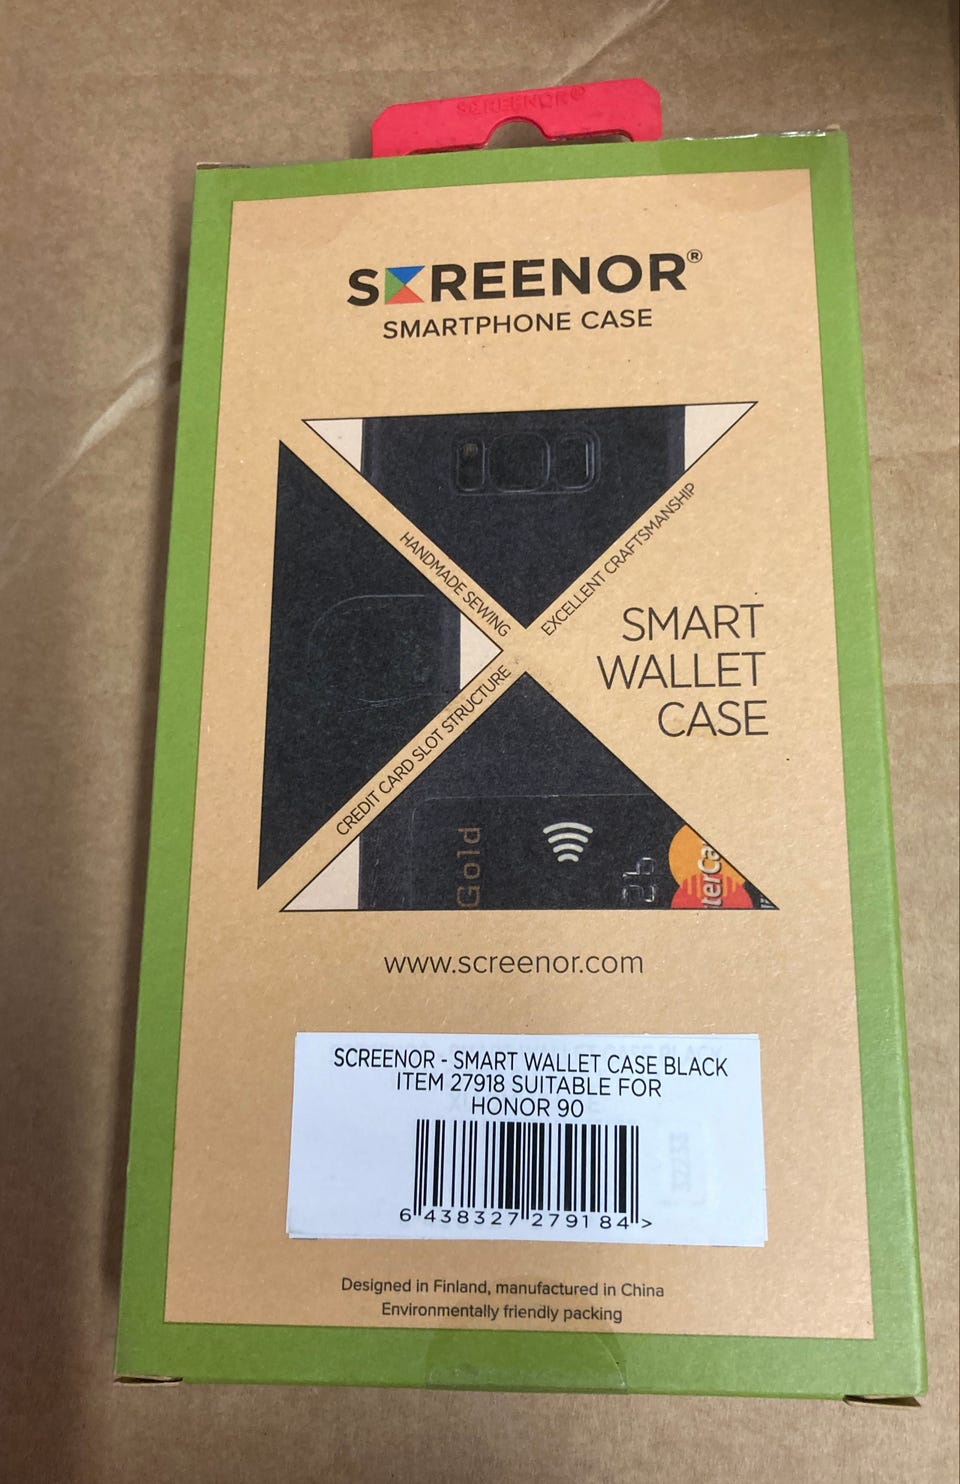 SCREENOR®
SCREENOR®
SMARTPHONE CASE
HANDMADE SEWING
EXCELLENT CRAFTSMANSHIP
CREDIT CARD SLOT STRUCTURE
SMART
WALLET
CASE
Gold
www.screenor.com
SCREENOR - SMART WALLET CASE BLACK
ITEM 27918 SUITABLE FOR
HONOR 90
6 438327 279184 >
Designed in Finland, manufactured in China
Environmentally friendly packing